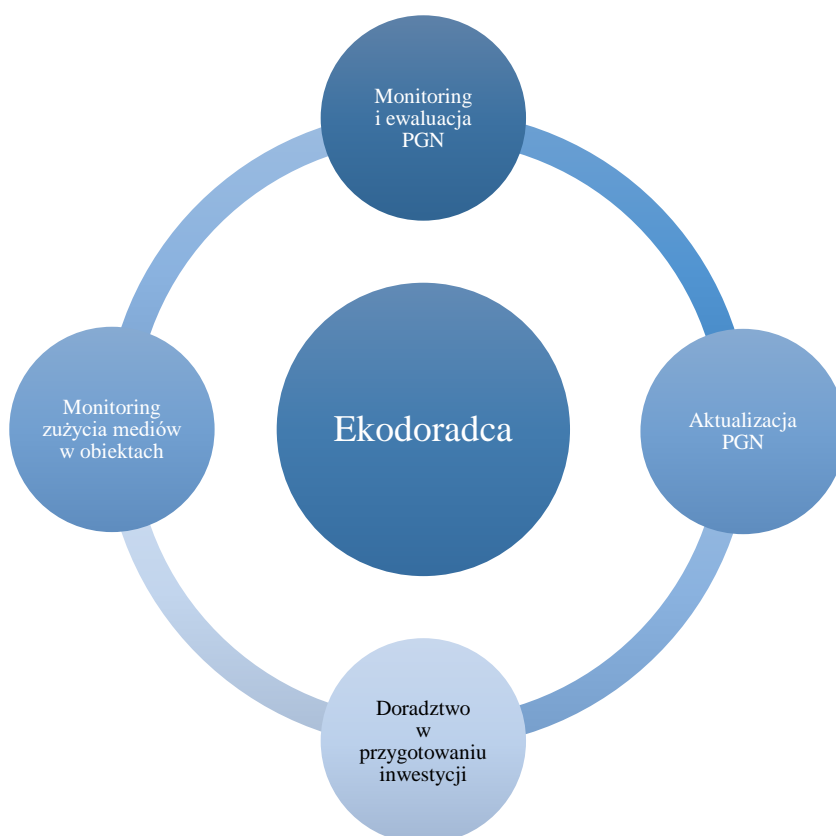 Monitoring
i ewaluacja
PGN
Monitoring
zużycia mediów
w obiektach
Ekodoradca
Aktualizacja
PGN
Doradztwo
w
przygotowaniu
inwestycji